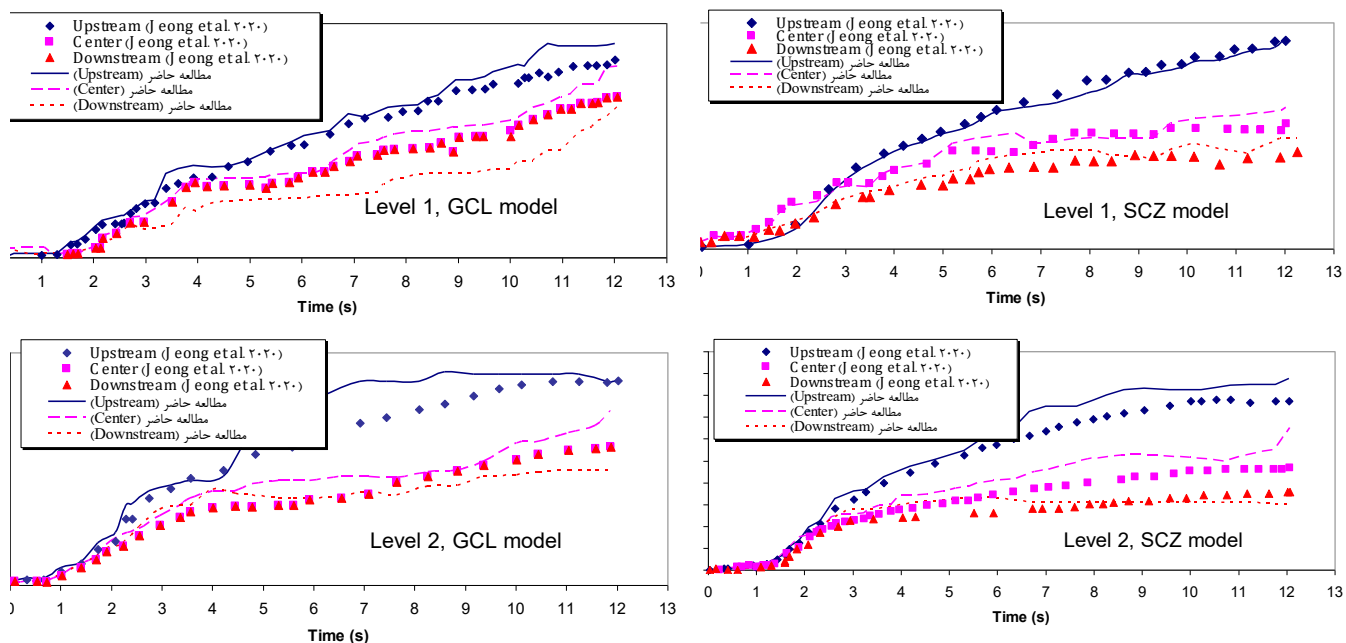 Upstream (Jeong et al. ۲۰۲۰)
Center (Jeong et al. ۲۰۲۰)
Downstream (Jeong et al. ۲۰۲۰)
(Upstream) مطالعه حاضر
(Center) مطالعه حاضر
(Downstream) مطالعه حاضر
Level 1, GCL model
0 1 2 3 4 5 6 7 8 9 10 11 12 13
Time (s)
Upstream (Jeong et al. ۲۰۲۰)
Center (Jeong et al. ۲۰۲۰)
Downstream (Jeong et al. ۲۰۲۰)
(Upstream) مطالعه حاضر
(Center) مطالعه حاضر
(Downstream) مطالعه حاضر
Level 1, SCZ model
0 1 2 3 4 5 6 7 8 9 10 11 12 13
Time (s)
Upstream (Jeong et al. ۲۰۲۰)
Center (Jeong et al. ۲۰۲۰)
Downstream (Jeong et al. ۲۰۲۰)
(Upstream) مطالعه حاضر
(Center) مطالعه حاضر
(Downstream) مطالعه حاضر
Level 2, GCL model
0 1 2 3 4 5 6 7 8 9 10 11 12 13
Time (s)
Upstream (Jeong et al. ۲۰۲۰)
Center (Jeong et al. ۲۰۲۰)
Downstream (Jeong et al. ۲۰۲۰)
(Upstream) مطالعه حاضر
(Center) مطالعه حاضر
(Downstream) مطالعه حاضر
Level 2, SCZ model
0 1 2 3 4 5 6 7 8 9 10 11 12 13
Time (s)